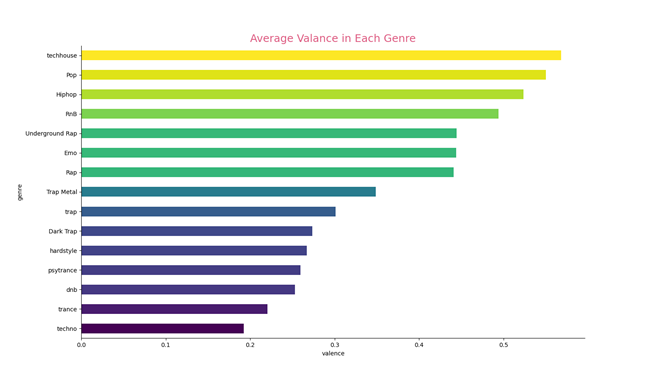 Average Valance in Each Genre
techhouse
Pop
Hiphop
RnB
Underground Rap
Emo
Rap
Trap Metal
trap
Dark Trap
hardstyle
psytrance
dnb
trance
techno
genre
0.0 0.1 0.2 0.3 0.4 0.5
valence